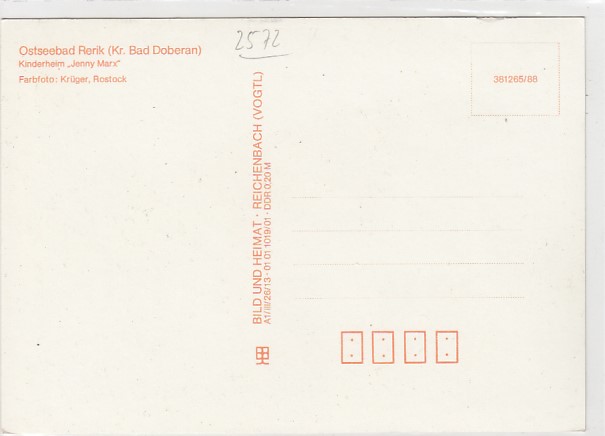 Ostseebad Rerik (Kr. Bad Doberan)
Kinderheim „Jenny Marx"
Farbfoto: Krüger, Rostock
2572
381265/88
BILD UND HEIMAT · REICHENBACH (VOGTL)
A1/III/26/13 · 01 01 1019/01 · DDR 0,20 M